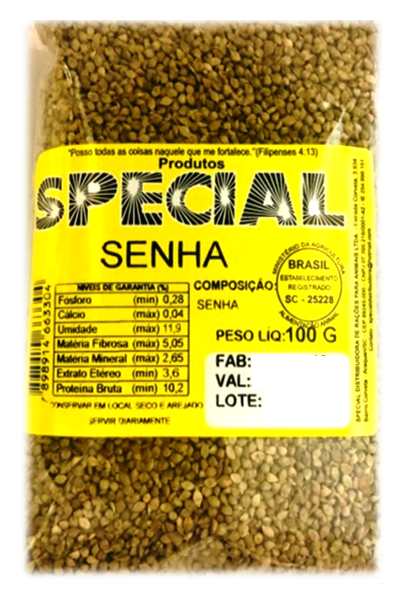 "Posso todas as coisas naquele que me fortalece."(Filipenses 4:13)
Produtos
SPECIAL
SENHA
NIVEIS DE GARANTIA (%)
Fósforo (min) 0,28
Cálcio (máx) 0,04
Umidade (máx) 11,9
Matéria Fibrosa (máx) 5,05
Matéria Mineral (máx) 2,65
Extrato Etéreo (min) 3,6
Proteína Bruta (min) 10,2
CONSERVAR EM LOCAL SECO E AREJADO
SERVIR DIARIAMENTE
COMPOSIÇÃO:
SENHA
MINISTÉRIO DA AGRICULTURA
BRASIL
ESTABELECIMENTO
REGISTRADO
SC - 25228
ALIMENTAÇÃO ANIMAL
PESO LÍQ:100 G
FAB:
VAL:
LOTE:
7898914663304
SPECIAL DISTRIBUIDORA DE RAÇÕES PARA ANIMAIS LTDA